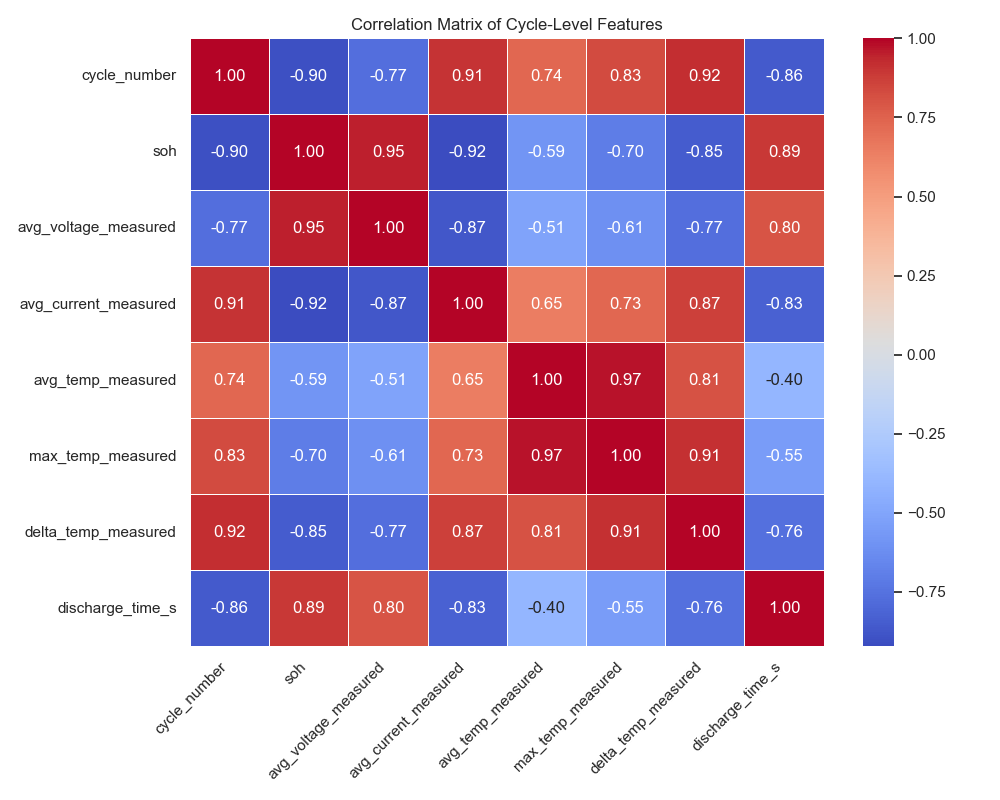 Correlation Matrix of Cycle-Level Features
cycle_number 1.00 -0.90 -0.77 0.91 0.74 0.83 0.92 -0.86
soh -0.90 1.00 0.95 -0.92 -0.59 -0.70 -0.85 0.89
avg_voltage_measured -0.77 0.95 1.00 -0.87 -0.51 -0.61 -0.77 0.80
avg_current_measured 0.91 -0.92 -0.87 1.00 0.65 0.73 0.87 -0.83
avg_temp_measured 0.74 -0.59 -0.51 0.65 1.00 0.97 0.81 -0.40
max_temp_measured 0.83 -0.70 -0.61 0.73 0.97 1.00 0.91 -0.55
delta_temp_measured 0.92 -0.85 -0.77 0.87 0.81 0.91 1.00 -0.76
discharge_time_s -0.86 0.89 0.80 -0.83 -0.40 -0.55 -0.76 1.00
cycle_number
soh
avg_voltage_measured
avg_current_measured
avg_temp_measured
max_temp_measured
delta_temp_measured
discharge_time_s
1.00
0.75
0.50
0.25
0.00
−0.25
−0.50
−0.75